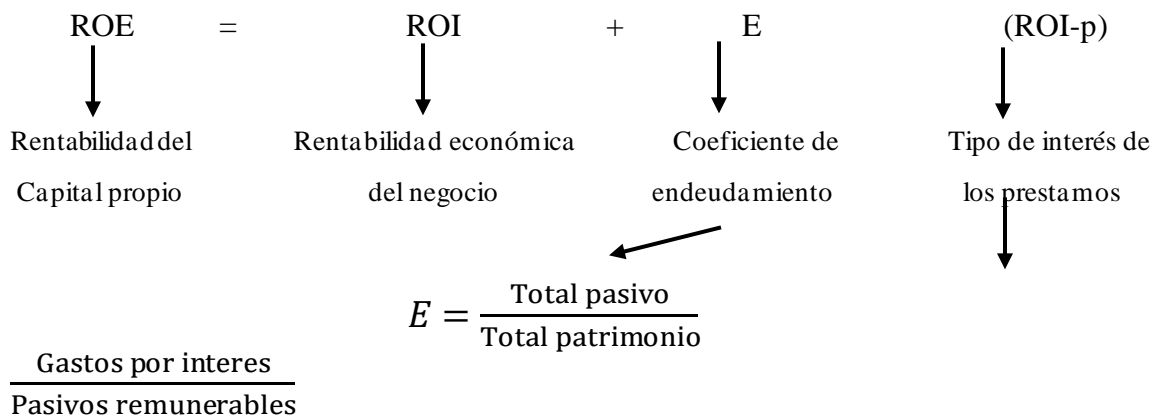 ROE = ROI + E (ROI-p)
Rentabilidad del Rentabilidad económica Coeficiente de Tipo de interés de
Capital propio del negocio endeudamiento los prestamos
E = Total pasivo / Total patrimonio
Gastos por interes / Pasivos remunerables